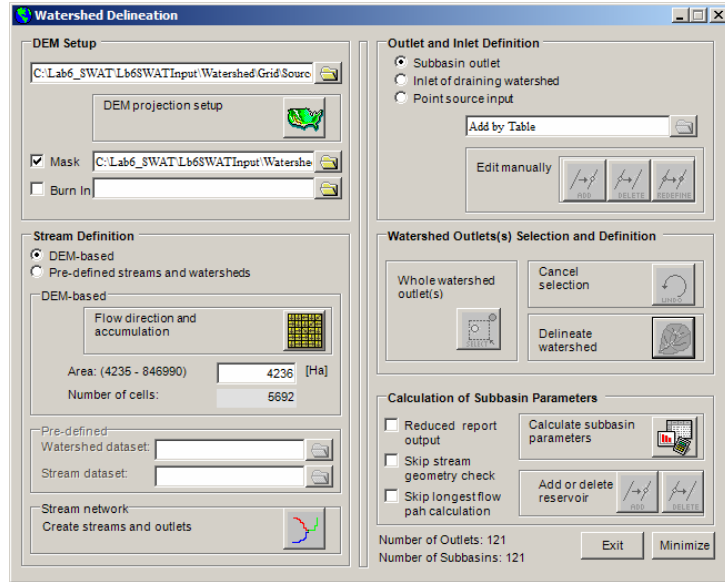 Watershed Delineation
DEM Setup
C:\Lab6_SWAT\Lb6SWATInput\Watershed\Grid\Sourc
DEM projection setup
Mask
C:\Lab6_SWAT\Lb6SWATInput\Watershe
Burn In
Stream Definition
DEM-based
Pre-defined streams and watersheds
DEM-based
Flow direction and
accumulation
Area: (4235 - 846990) 4236 [Ha]
Number of cells: 5692
Pre-defined
Watershed dataset:
Stream dataset:
Stream network
Create streams and outlets
Outlet and Inlet Definition
Subbasin outlet
Inlet of draining watershed
Point source input
Add by Table
Edit manually
ADD DELETE REDEFINE
Watershed Outlets(s) Selection and Definition
Whole watershed
outlet(s)
SELECT
Cancel
selection
UNDO
Delineate
watershed
Calculation of Subbasin Parameters
Reduced report
output
Skip stream
geometry check
Skip longest flow
pah calculation
Calculate subbasin
parameters
Add or delete
reservoir
ADD DELETE
Number of Outlets: 121
Number of Subbasins: 121
Exit
Minimize